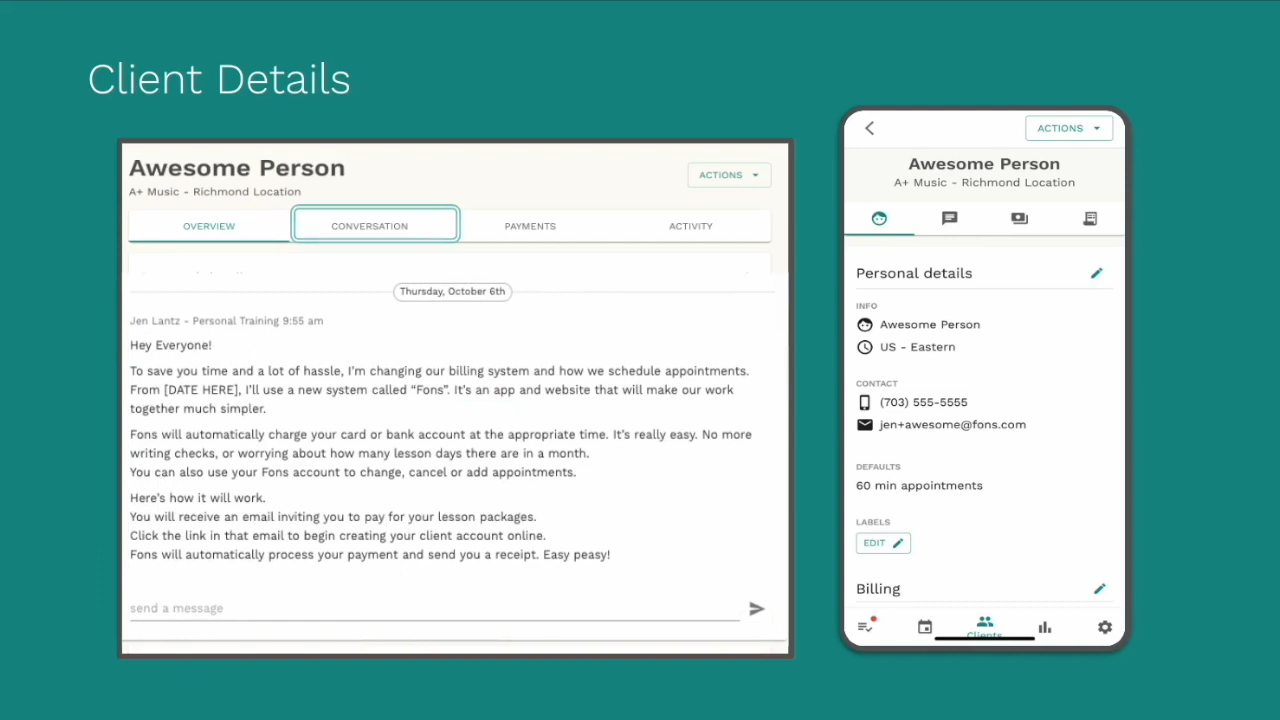 Client Details
Awesome Person
A+ Music - Richmond Location
ACTIONS
OVERVIEW
CONVERSATION
PAYMENTS
ACTIVITY
Thursday, October 6th
Jen Lantz - Personal Training 9:55 am
Hey Everyone!
To save you time and a lot of hassle, I’m changing our billing system and how we schedule appointments.
From [DATE HERE], I’ll use a new system called “Fons”. It’s an app and website that will make our work
together much simpler.
Fons will automatically charge your card or bank account at the appropriate time. It’s really easy. No more
writing checks, or worrying about how many lesson days there are in a month.
You can also use your Fons account to change, cancel or add appointments.
Here’s how it will work.
You will receive an email inviting you to pay for your lesson packages.
Click the link in that email to begin creating your client account online.
Fons will automatically process your payment and send you a receipt. Easy peasy!
send a message
ACTIONS
Awesome Person
A+ Music - Richmond Location
Personal details
INFO
Awesome Person
US - Eastern
CONTACT
(703) 555-5555
jen+awesome@fons.com
DEFAULTS
60 min appointments
LABELS
EDIT
Billing
Clients